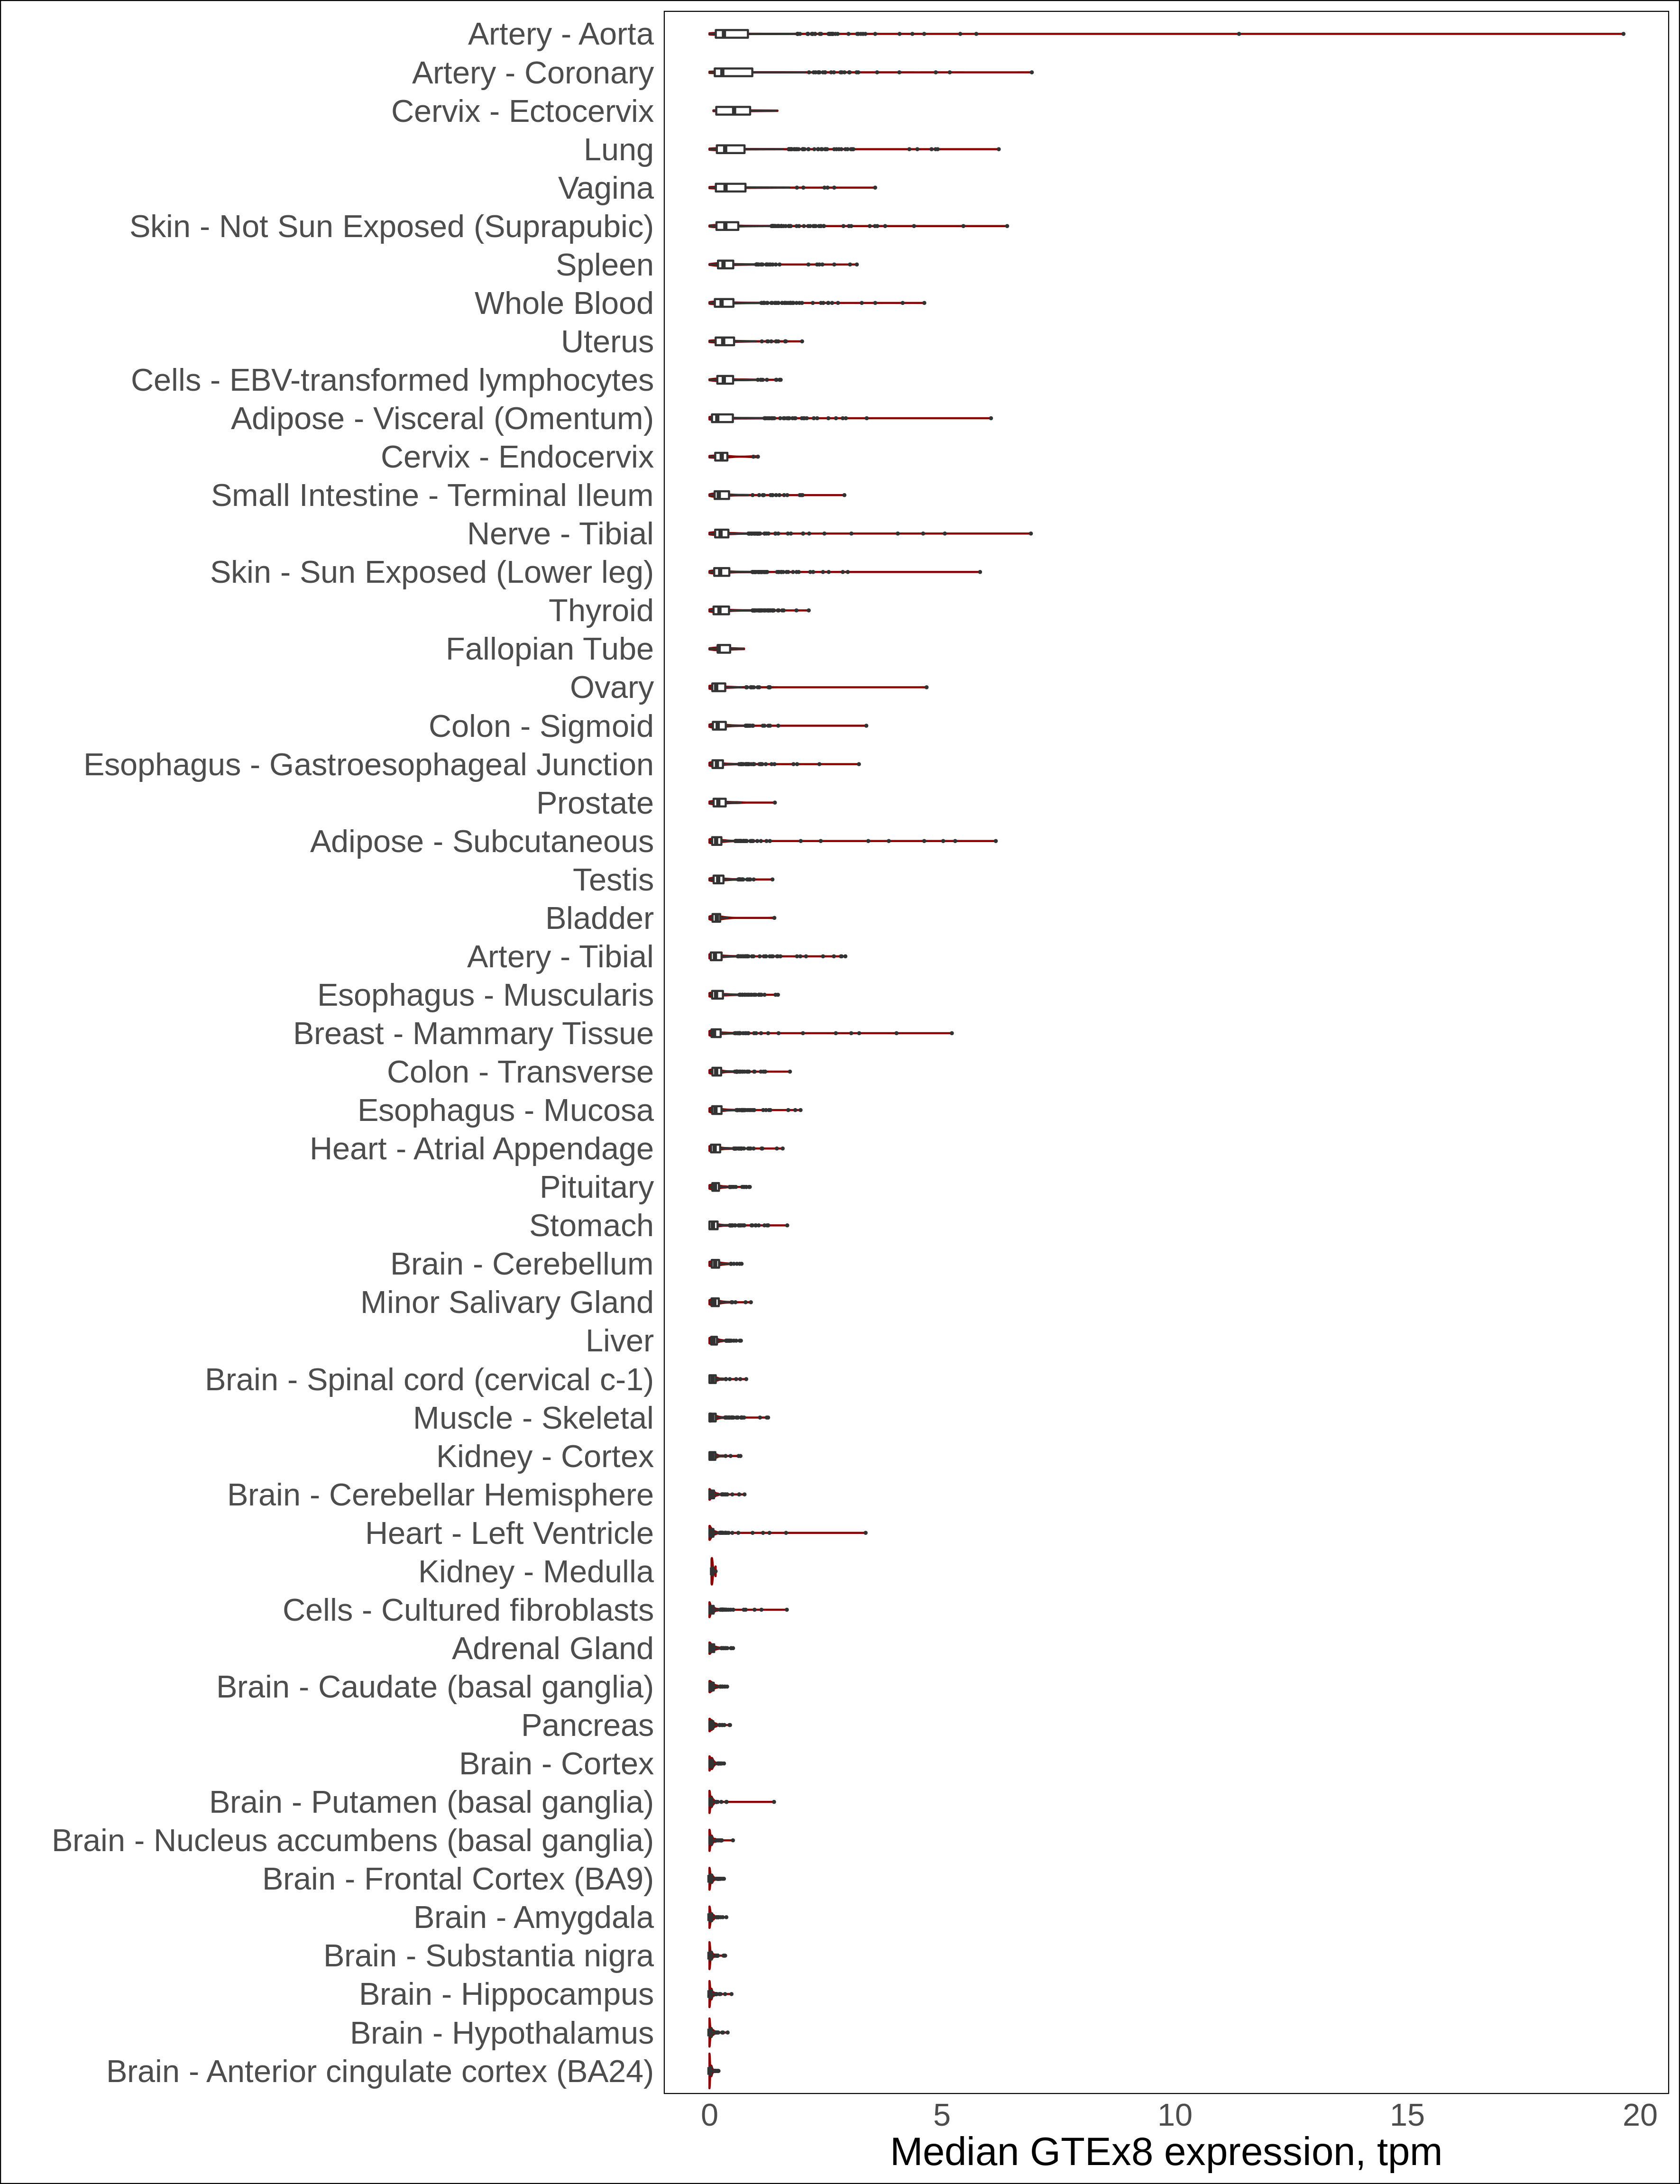 Artery - Aorta
Artery - Coronary
Cervix - Ectocervix
Lung
Vagina
Skin - Not Sun Exposed (Suprapubic)
Spleen
Whole Blood
Uterus
Cells - EBV-transformed lymphocytes
Adipose - Visceral (Omentum)
Cervix - Endocervix
Small Intestine - Terminal Ileum
Nerve - Tibial
Skin - Sun Exposed (Lower leg)
Thyroid
Fallopian Tube
Ovary
Colon - Sigmoid
Esophagus - Gastroesophageal Junction
Prostate
Adipose - Subcutaneous
Testis
Bladder
Artery - Tibial
Esophagus - Muscularis
Breast - Mammary Tissue
Colon - Transverse
Esophagus - Mucosa
Heart - Atrial Appendage
Pituitary
Stomach
Brain - Cerebellum
Minor Salivary Gland
Liver
Brain - Spinal cord (cervical c-1)
Muscle - Skeletal
Kidney - Cortex
Brain - Cerebellar Hemisphere
Heart - Left Ventricle
Kidney - Medulla
Cells - Cultured fibroblasts
Adrenal Gland
Brain - Caudate (basal ganglia)
Pancreas
Brain - Cortex
Brain - Putamen (basal ganglia)
Brain - Nucleus accumbens (basal ganglia)
Brain - Frontal Cortex (BA9)
Brain - Amygdala
Brain - Substantia nigra
Brain - Hippocampus
Brain - Hypothalamus
Brain - Anterior cingulate cortex (BA24)
0 5 10 15 20
Median GTEx8 expression, tpm